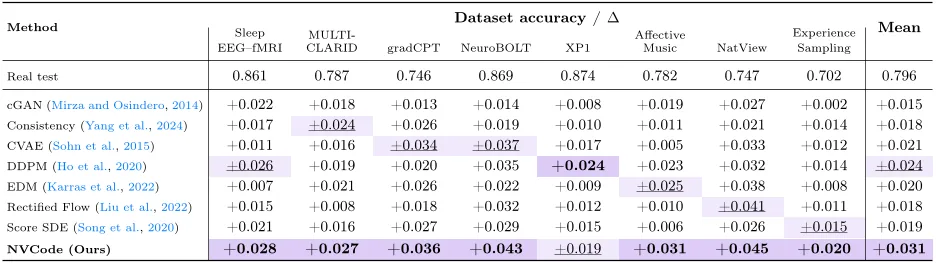 Method Dataset accuracy / Δ Mean
Sleep EEG–fMRI MULTI-CLARID gradCPT NeuroBOLT XP1 Affective Music NatView Experience Sampling
Real test 0.861 0.787 0.746 0.869 0.874 0.782 0.747 0.702 0.796
cGAN (Mirza and Osindero, 2014) +0.022 +0.018 +0.013 +0.014 +0.008 +0.019 +0.027 +0.002 +0.015
Consistency (Yang et al., 2024) +0.017 +0.024 +0.026 +0.019 +0.010 +0.011 +0.021 +0.014 +0.018
CVAE (Sohn et al., 2015) +0.011 +0.016 +0.034 +0.037 +0.017 +0.005 +0.033 +0.012 +0.021
DDPM (Ho et al., 2020) +0.026 +0.019 +0.020 +0.035 +0.024 +0.023 +0.032 +0.014 +0.024
EDM (Karras et al., 2022) +0.007 +0.021 +0.026 +0.022 +0.009 +0.025 +0.038 +0.008 +0.020
Rectified Flow (Liu et al., 2022) +0.015 +0.008 +0.018 +0.032 +0.012 +0.010 +0.041 +0.011 +0.018
Score SDE (Song et al., 2020) +0.021 +0.016 +0.027 +0.029 +0.015 +0.006 +0.026 +0.015 +0.019
NVCode (Ours) +0.028 +0.027 +0.036 +0.043 +0.019 +0.031 +0.045 +0.020 +0.031